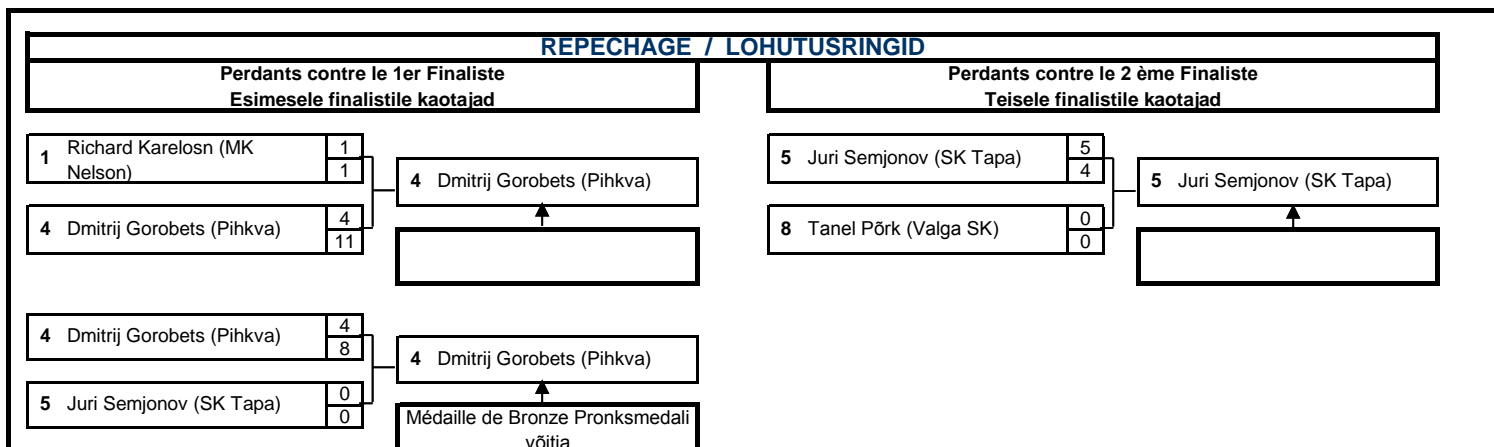 REPECHAGE / LOHUTUSRINGID
Perdants contre le 1er Finaliste
Esimesele finalistile kaotajad
Perdants contre le 2 ème Finaliste
Teisele finalistile kaotajad
1 Richard Karelosn (MK
Nelson)
1
1
4 Dmitrij Gorobets (Pihkva)
4 Dmitrij Gorobets (Pihkva)
4
11
5 Juri Semjonov (SK Tapa)
5
4
5 Juri Semjonov (SK Tapa)
8 Tanel Põrk (Valga SK)
0
0
4 Dmitrij Gorobets (Pihkva)
4
8
4 Dmitrij Gorobets (Pihkva)
5 Juri Semjonov (SK Tapa)
0
0
Médaille de Bronze Pronksmedali
võitja